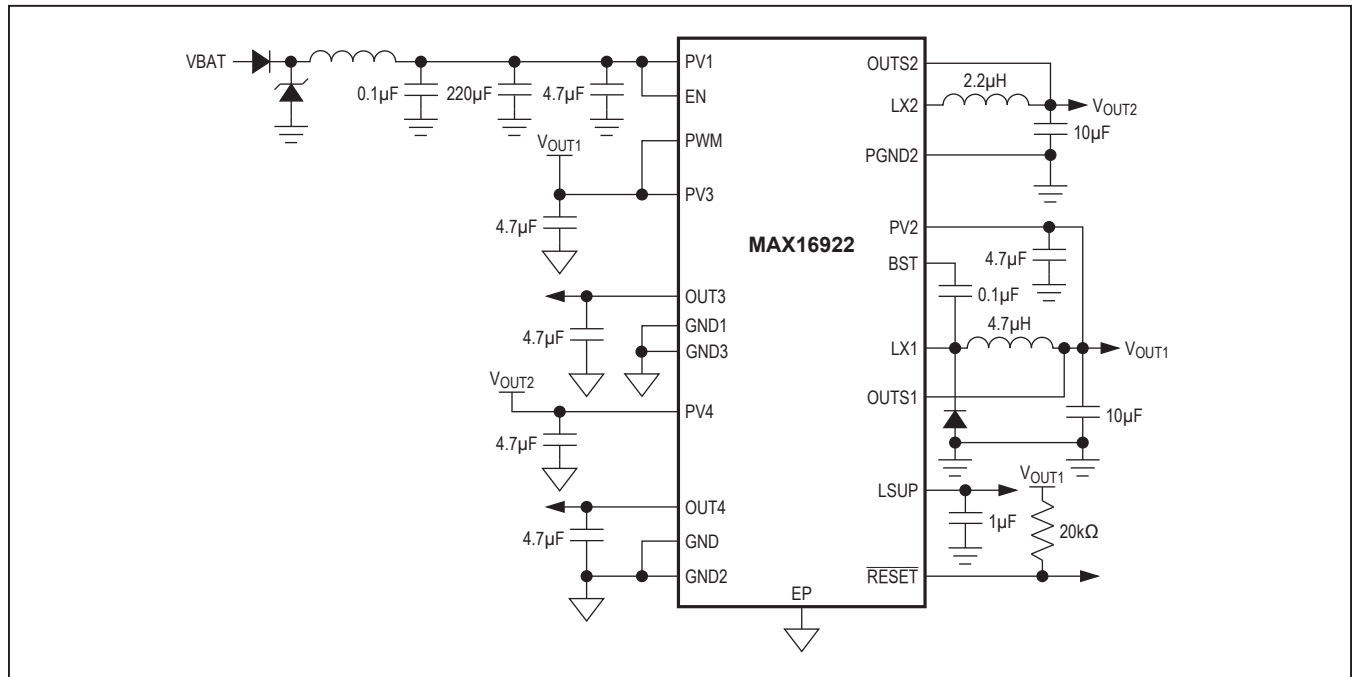 VBAT
0.1µF
220µF
4.7µF
PV1
EN
VOUT1
PWM
PV3
4.7µF
OUT3
4.7µF
GND1
GND3
VOUT2
PV4
4.7µF
OUT4
4.7µF
GND
GND2
MAX16922
EP
OUTS2
2.2µH
LX2
VOUT2
10µF
PGND2
PV2
4.7µF
BST
0.1µF
4.7µH
LX1
VOUT1
OUTS1
10µF
VOUT1
LSUP
1µF
20kΩ
RESET